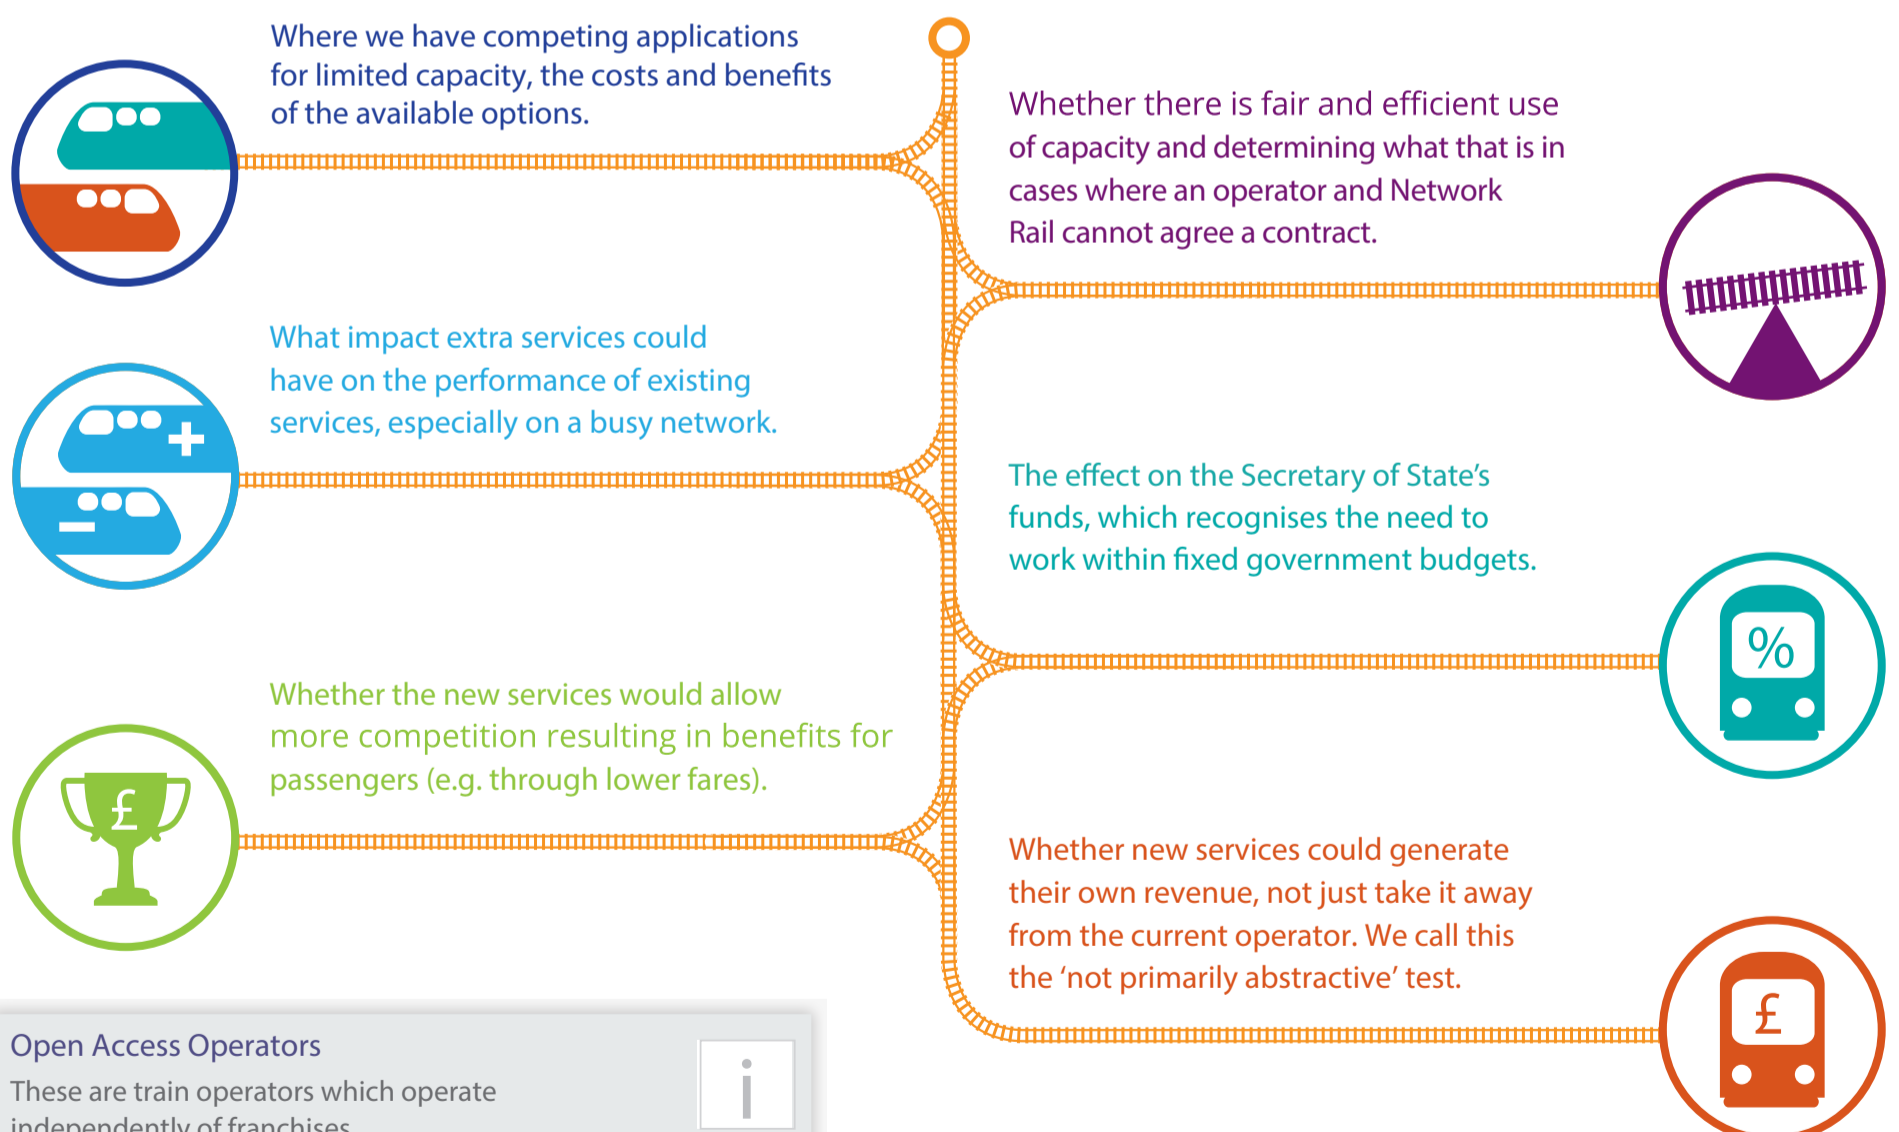 Where we have competing applications
for limited capacity, the costs and benefits
of the available options.
Whether there is fair and efficient use
of capacity and determining what that is in
cases where an operator and Network
Rail cannot agree a contract.
What impact extra services could
have on the performance of existing
services, especially on a busy network.
The effect on the Secretary of State’s
funds, which recognises the need to
work within fixed government budgets.
%
Whether the new services would allow
more competition resulting in benefits for
passengers (e.g. through lower fares).
£
Whether new services could generate
their own revenue, not just take it away
from the current operator. We call this
the ‘not primarily abstractive’ test.
£
Open Access Operators
i
These are train operators which operate
independently of franchises